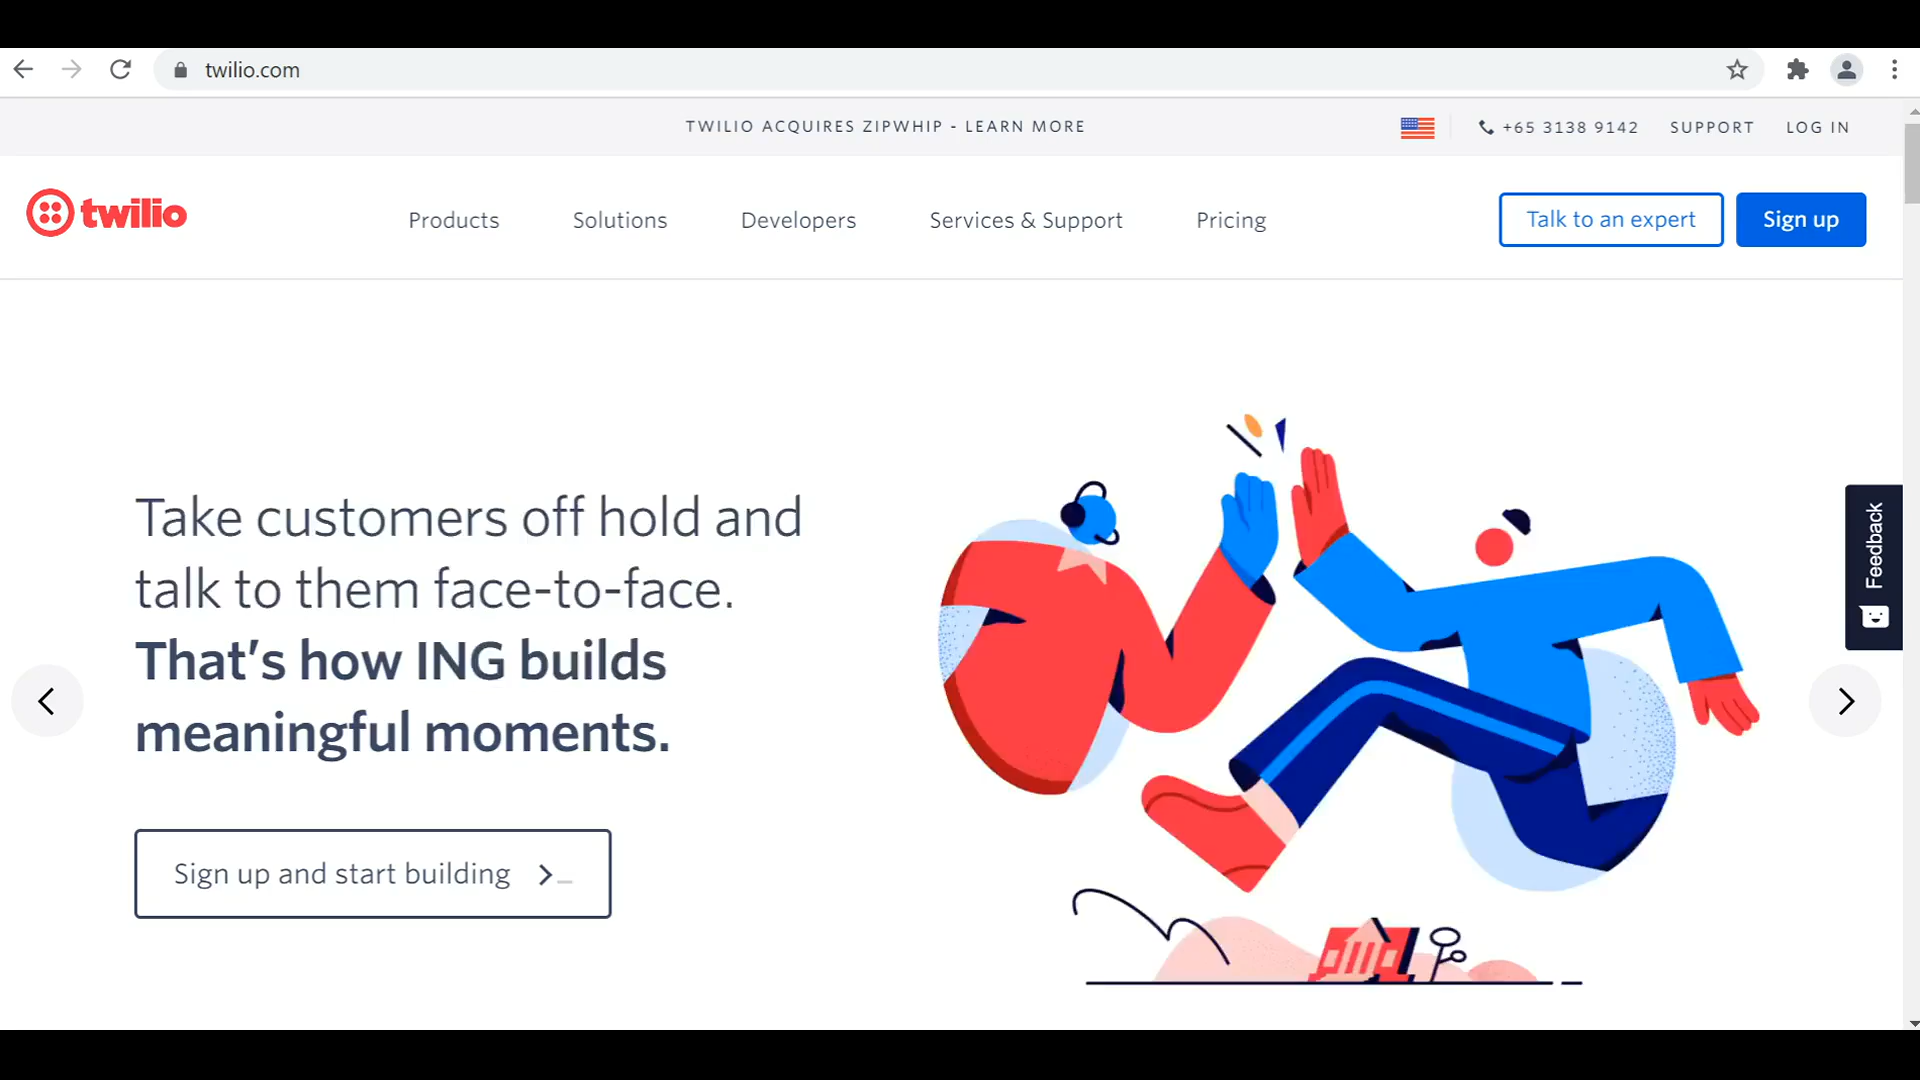 twilio.com
TWILIO ACQUIRES ZIPWHIP - LEARN MORE
+65 3138 9142
SUPPORT
LOG IN
twilio
Products
Solutions
Developers
Services & Support
Pricing
Talk to an expert
Sign up
Take customers off hold and
talk to them face-to-face.
That’s how ING builds
meaningful moments.
Sign up and start building
Feedback